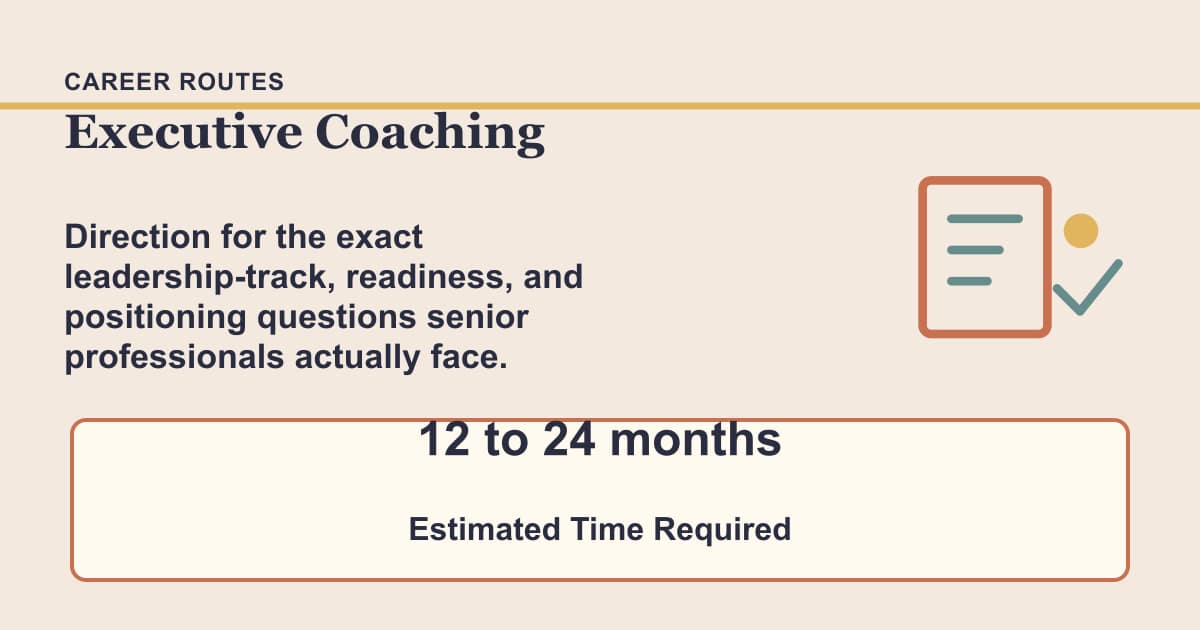 CAREER ROUTES
Executive Coaching
Direction for the exact
leadership-track, readiness, and
positioning questions senior
professionals actually face.
12 to 24 months
Estimated Time Required